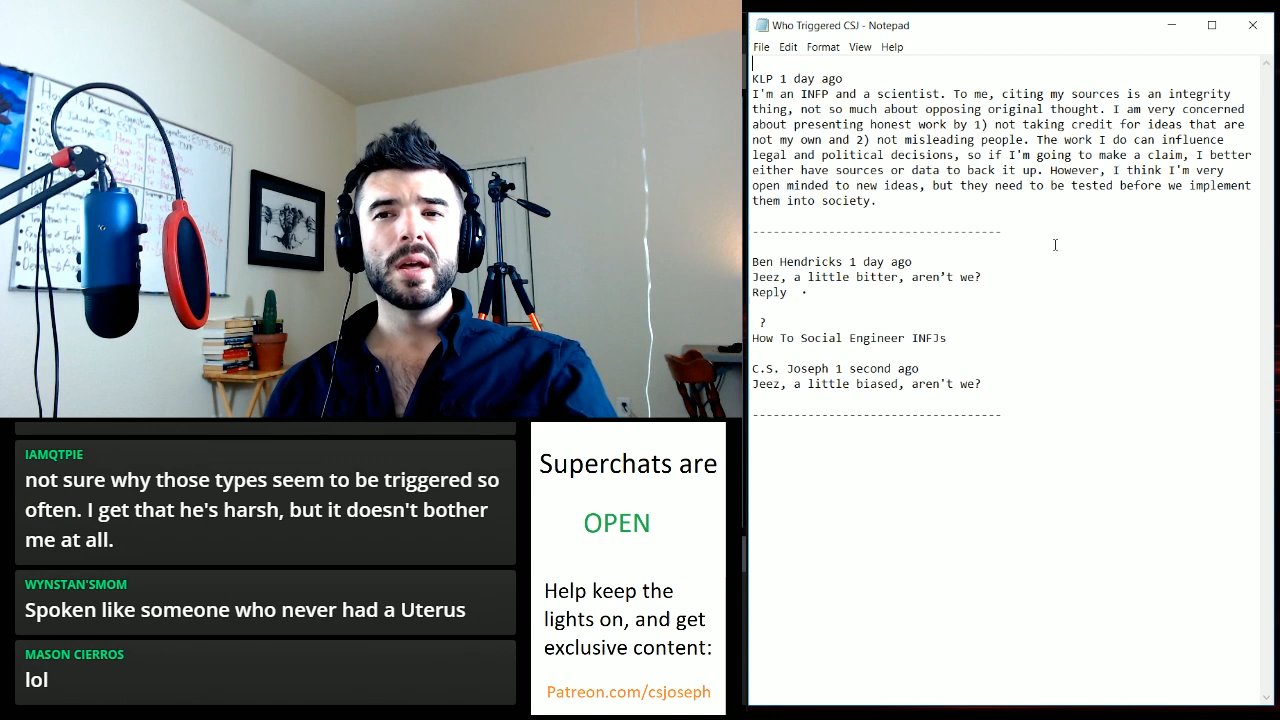 Who Triggered CSJ - Notepad
File Edit Format View Help
KLP 1 day ago
I'm an INFP and a scientist. To me, citing my sources is an integrity
thing, not so much about opposing original thought. I am very concerned
about presenting honest work by 1) not taking credit for ideas that are
not my own and 2) not misleading people. The work I do can influence
legal and political decisions, so if I'm going to make a claim, I better
either have sources or data to back it up. However, I think I'm very
open minded to new ideas, but they need to be tested before we implement
them into society.
------------------------------------
Ben Hendricks 1 day ago
Jeez, a little bitter, aren’t we?
Reply ·
?
How To Social Engineer INFJs
C.S. Joseph 1 second ago
Jeez, a little biased, aren't we?
------------------------------------
IAMQTPIE
not sure why those types seem to be triggered so
often. I get that he's harsh, but it doesn't bother
me at all.
WYNSTAN'SMOM
Spoken like someone who never had a Uterus
MASON CIERROS
lol
Superchats are
OPEN
Help keep the
lights on, and get
exclusive content:
Patreon.com/csjoseph